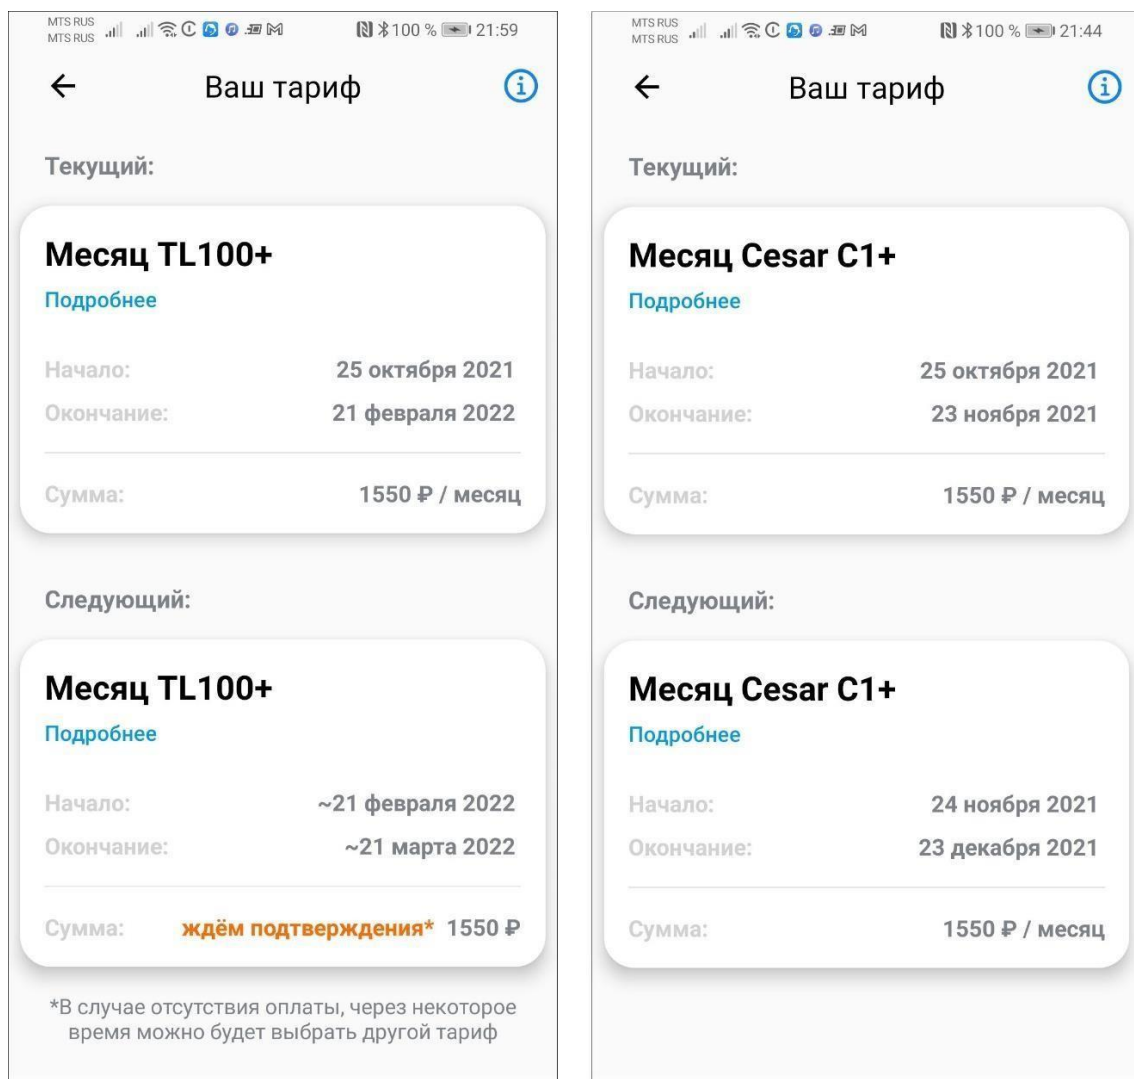 MTS RUS
MTS RUS
100 %
21:59
Ваш тариф
Текущий:
Месяц TL100+
Подробнее
Начало: 25 октября 2021
Окончание: 21 февраля 2022
Сумма: 1550 ₽ / месяц
Следующий:
Месяц TL100+
Подробнее
Начало: ~21 февраля 2022
Окончание: ~21 марта 2022
Сумма: ждём подтверждения* 1550 ₽
*В случае отсутствия оплаты, через некоторое
время можно будет выбрать другой тариф
MTS RUS
MTS RUS
100 %
21:44
Ваш тариф
Текущий:
Месяц Cesar C1+
Подробнее
Начало: 25 октября 2021
Окончание: 23 ноября 2021
Сумма: 1550 ₽ / месяц
Следующий:
Месяц Cesar C1+
Подробнее
Начало: 24 ноября 2021
Окончание: 23 декабря 2021
Сумма: 1550 ₽ / месяц